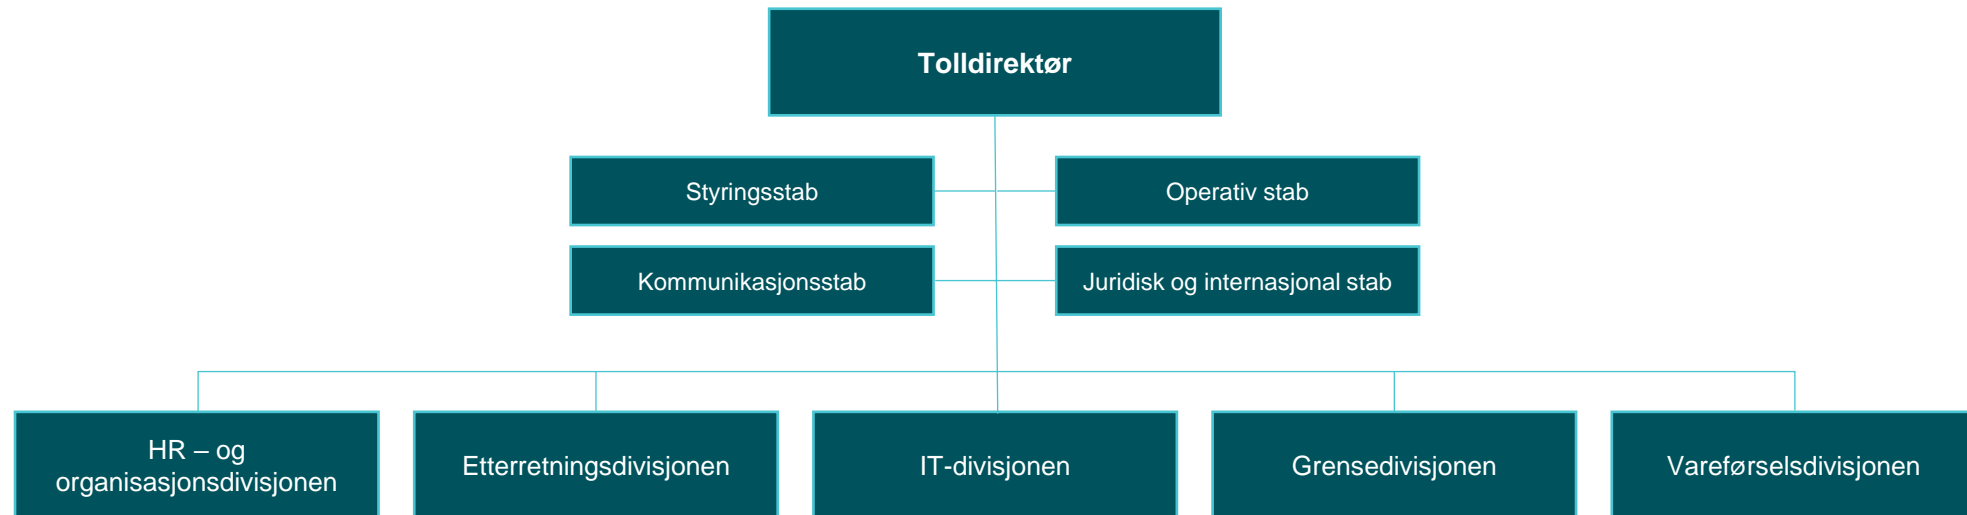 Tolldirektør
Styringsstab
Operativ stab
Kommunikasjonsstab
Juridisk og internasjonal stab
HR – og
organisasjonsdivisjonen
Etterretningsdivisjonen
IT-divisjonen
Grensedivisjonen
Vareførselsdivisjonen